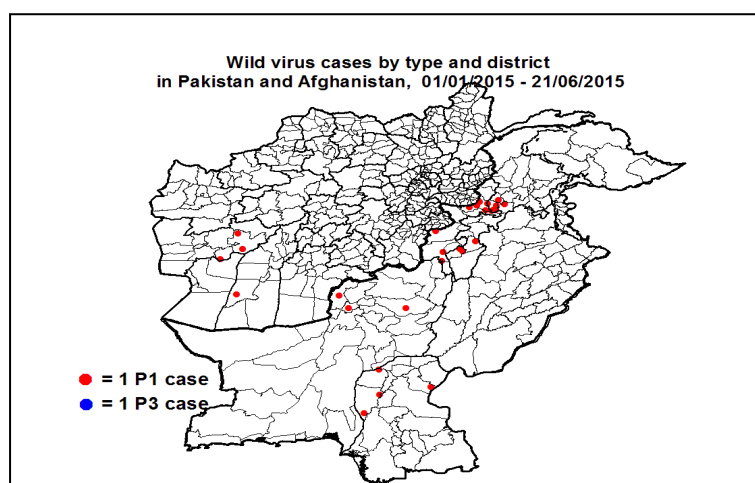 Wild virus cases by type and district
in Pakistan and Afghanistan, 01/01/2015 - 21/06/2015
= 1 P1 case
= 1 P3 case